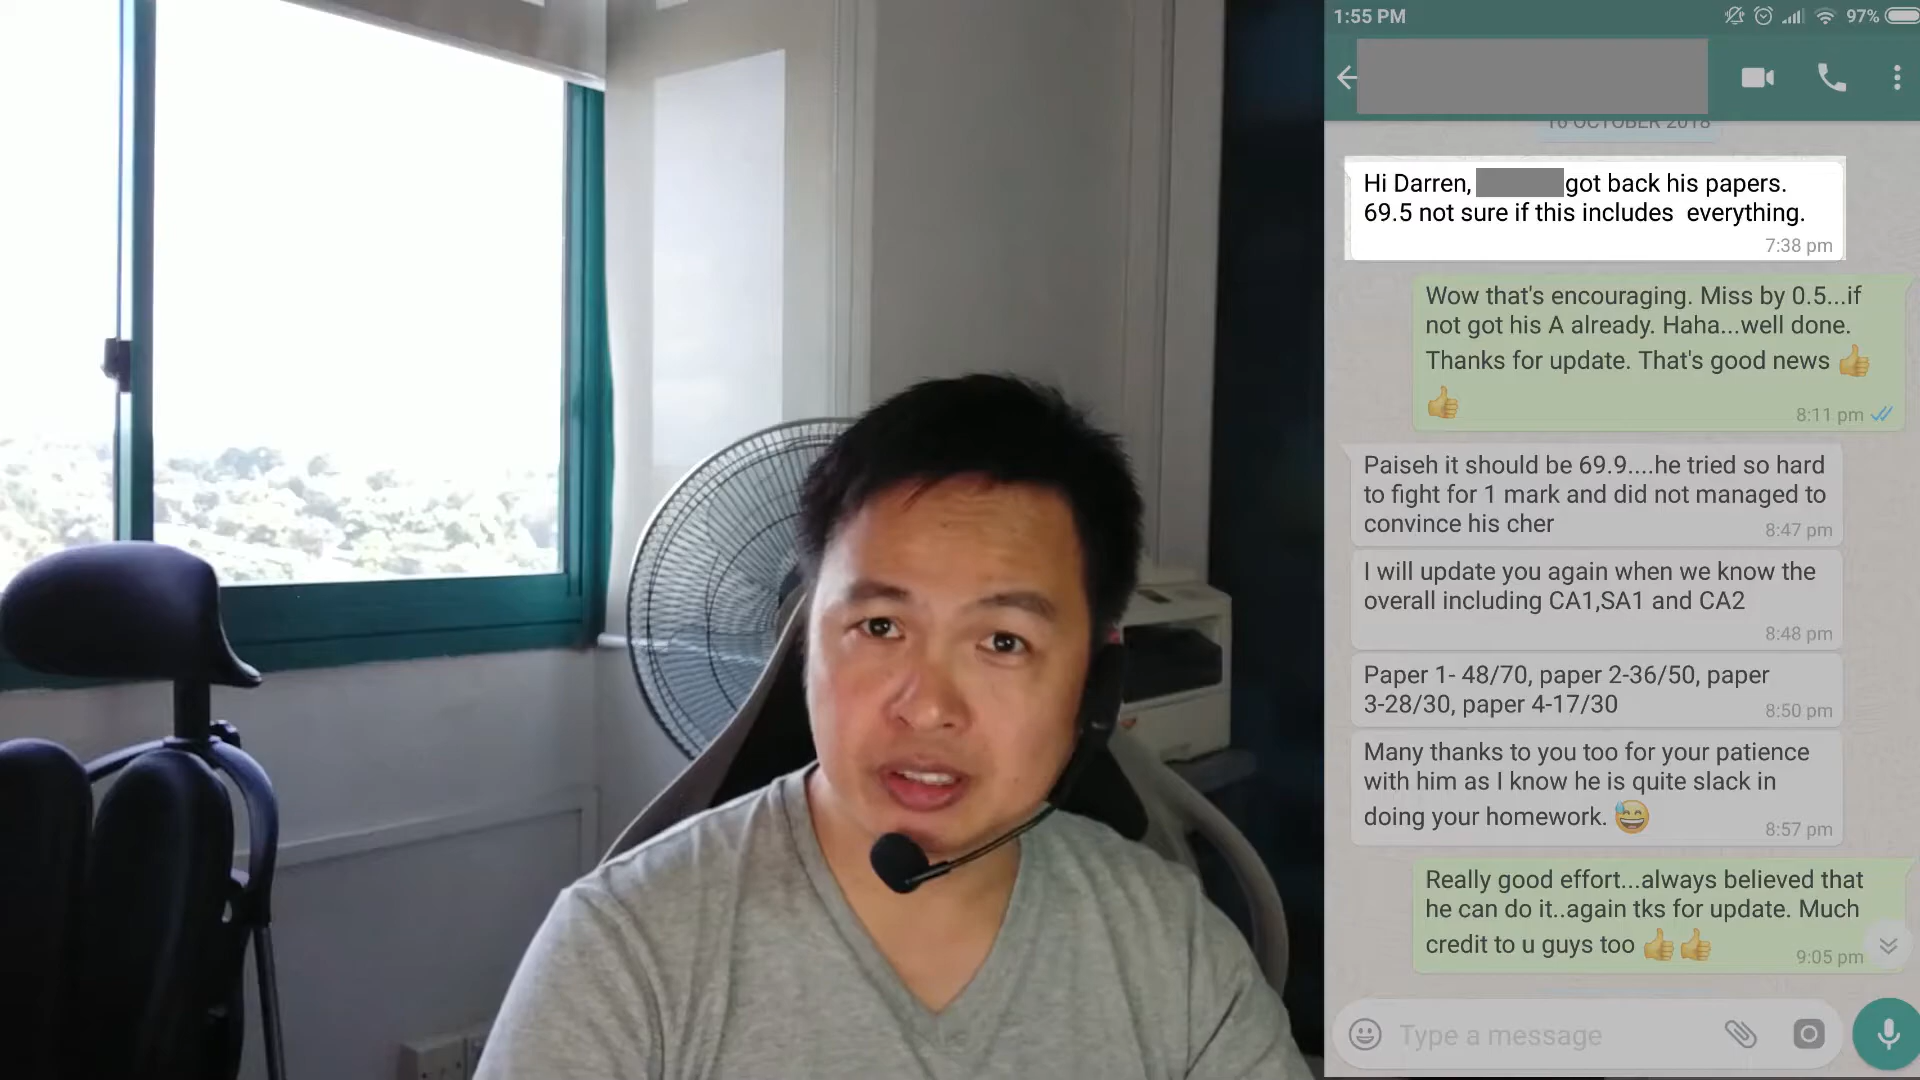 1:55 PM
97%
16 OCTOBER 2018
Hi Darren, got back his papers.
69.5 not sure if this includes everything.
7:38 pm
Wow that's encouraging. Miss by 0.5...if
not got his A already. Haha...well done.
Thanks for update. That's good news 👍
👍
8:11 pm
Paiseh it should be 69.9....he tried so hard
to fight for 1 mark and did not managed to
convince his cher
8:47 pm
I will update you again when we know the
overall including CA1,SA1 and CA2
8:48 pm
Paper 1- 48/70, paper 2-36/50, paper
3-28/30, paper 4-17/30
8:50 pm
Many thanks to you too for your patience
with him as I know he is quite slack in
doing your homework. 😅
8:57 pm
Really good effort...always believed that
he can do it..again tks for update. Much
credit to u guys too 👍👍
9:05 pm
Type a message